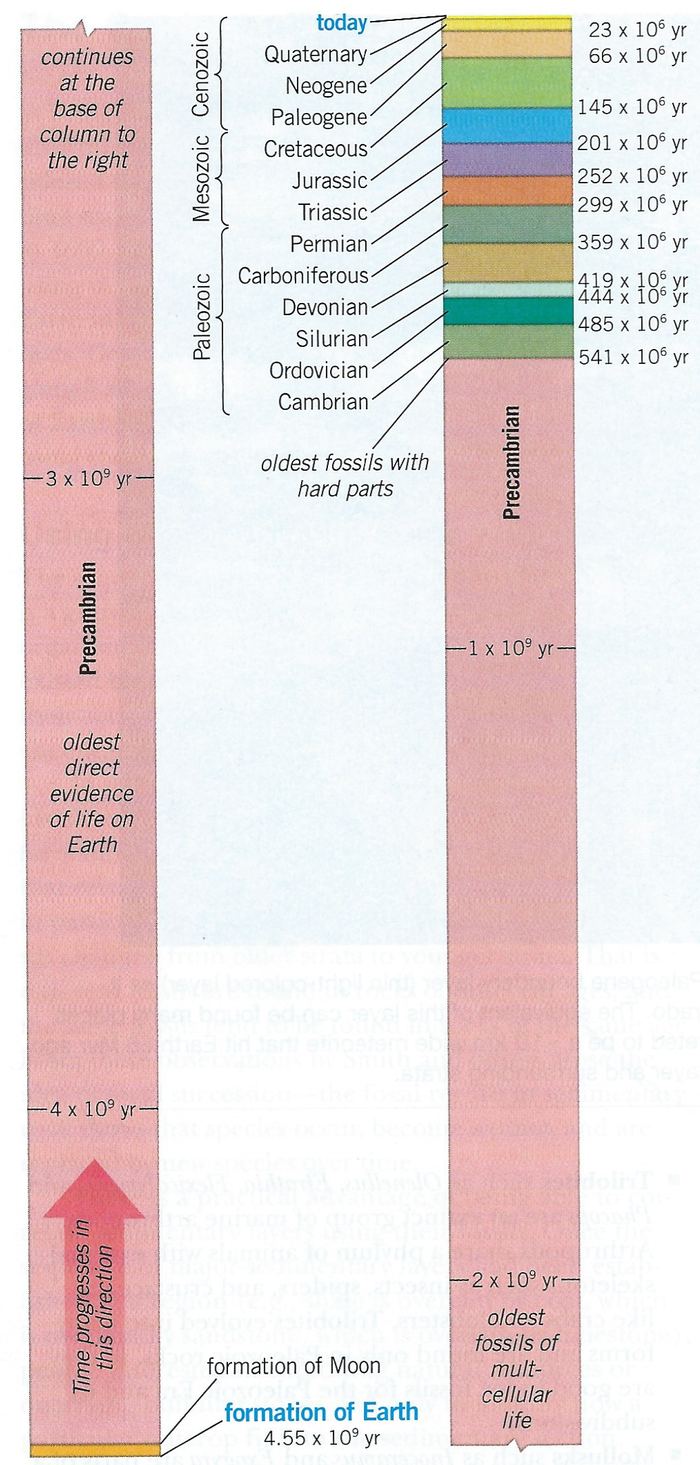 continues
at the
base of
column to
the right
3 x 10⁹ yr
Precambrian
oldest
direct
evidence
of life on
Earth
4 x 10⁹ yr
Time progresses in
this direction
Cenozoic
Mesozoic
Paleozoic
today
Quaternary
Neogene
Paleogene
Cretaceous
Jurassic
Triassic
Permian
Carboniferous
Devonian
Silurian
Ordovician
Cambrian
oldest fossils with
hard parts
23 x 10⁶ yr
66 x 10⁶ yr
145 x 10⁶ yr
201 x 10⁶ yr
252 x 10⁶ yr
299 x 10⁶ yr
359 x 10⁶ yr
419 x 10⁶ yr
444 x 10⁶ yr
485 x 10⁶ yr
541 x 10⁶ yr
Precambrian
1 x 10⁹ yr
2 x 10⁹ yr
oldest
fossils of
mult-
cellular
life
formation of Moon
formation of Earth
4.55 x 10⁹ yr